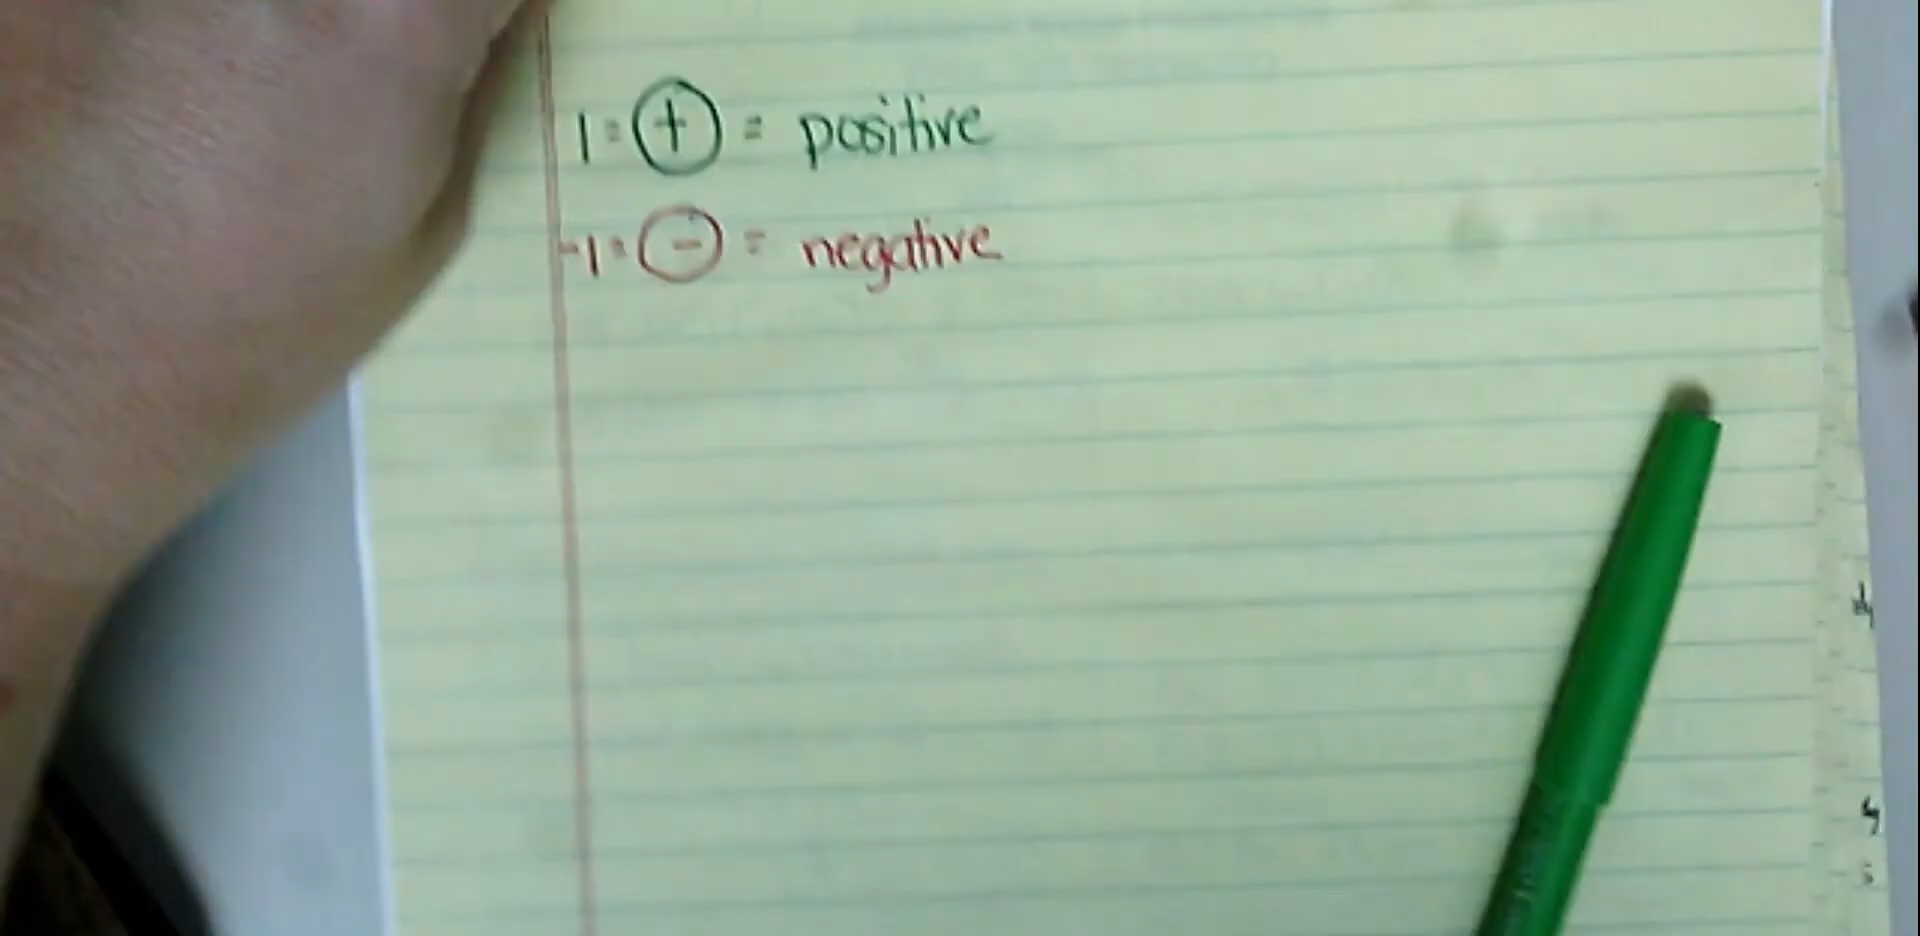 1 = ⊕ = positive
-1 = ⊖ = negative